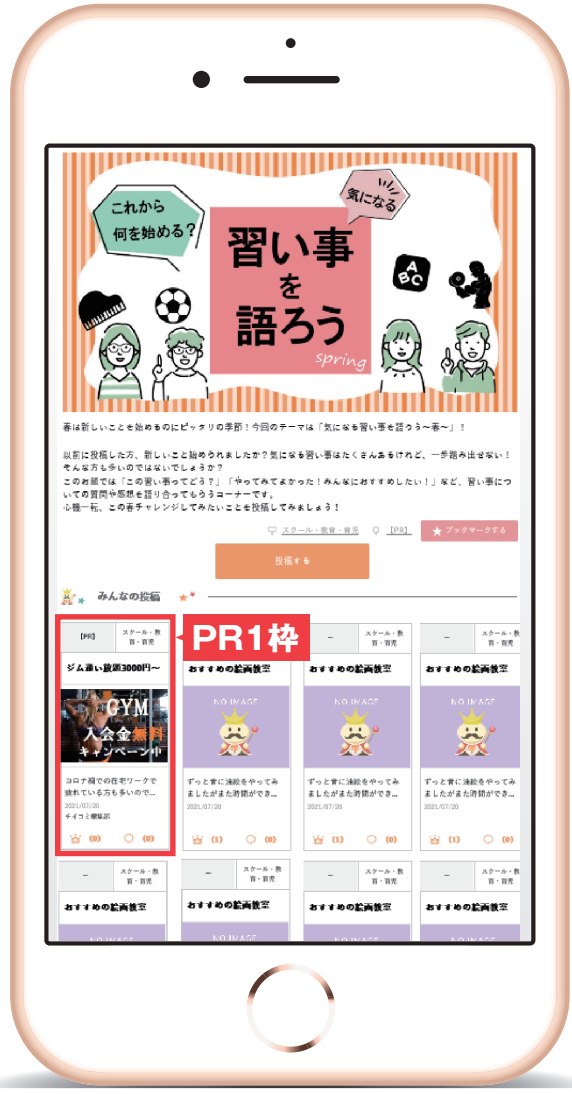 これから
何を始める?
気になる
習い事
を
語ろう
spring
A
B C
春は新しいことを始めるのにピッタリの季節!今回のテーマは「気になる習い事を語ろう～春～」!
以前に投稿した方、新しいこと始められましたか?気になる習い事はたくさんあるけれど、一歩踏み出せない!
そんな方も多いのではないでしょうか?
このお題では「この習い事ってどう?」「やってみてよかった!みんなにおすすめしたい!」など、習い事につ
いての質問や感想を語り合ってもらうコーナーです。
心機一転、この春チャレンジしてみたいことを投稿してみましょう!
スクール・教育・育児 [PR] ★ ブックマークする
投稿する
みんなの投稿
PR1枠
[PR] スクール・教育・育児
ジム通い放題3000円～
GYM
入会金無料
キャンペーン中
コロナ禍での在宅ワークで
疲れている方も多いので...
2021/07/20
チイコミ編集部
(0) (0)
– スクール・教育・育児
おすすめの絵画教室
NO IMAGE
ずっと昔に油絵をやってみ
ましたがまた時間ができ...
2021/07/20
(1) (0)
– スクール・教育・育児
おすすめの絵画教室
NO IMAGE
ずっと昔に油絵をやってみ
ましたがまた時間ができ...
2021/07/20
(1) (0)
– スクール・教育・育児
おすすめの絵画教室
NO IMAGE
ずっと昔に油絵をやってみ
ましたがまた時間ができ...
2021/07/20
(1) (0)
– スクール・教育・育児
おすすめの絵画教室
NO IMAGE
– スクール・教育・育児
おすすめの絵画教室
NO IMAGE
– スクール・教育・育児
おすすめの絵画教室
NO IMAGE
– スクール・教育・育児
おすすめの絵画教室
NO IMAGE